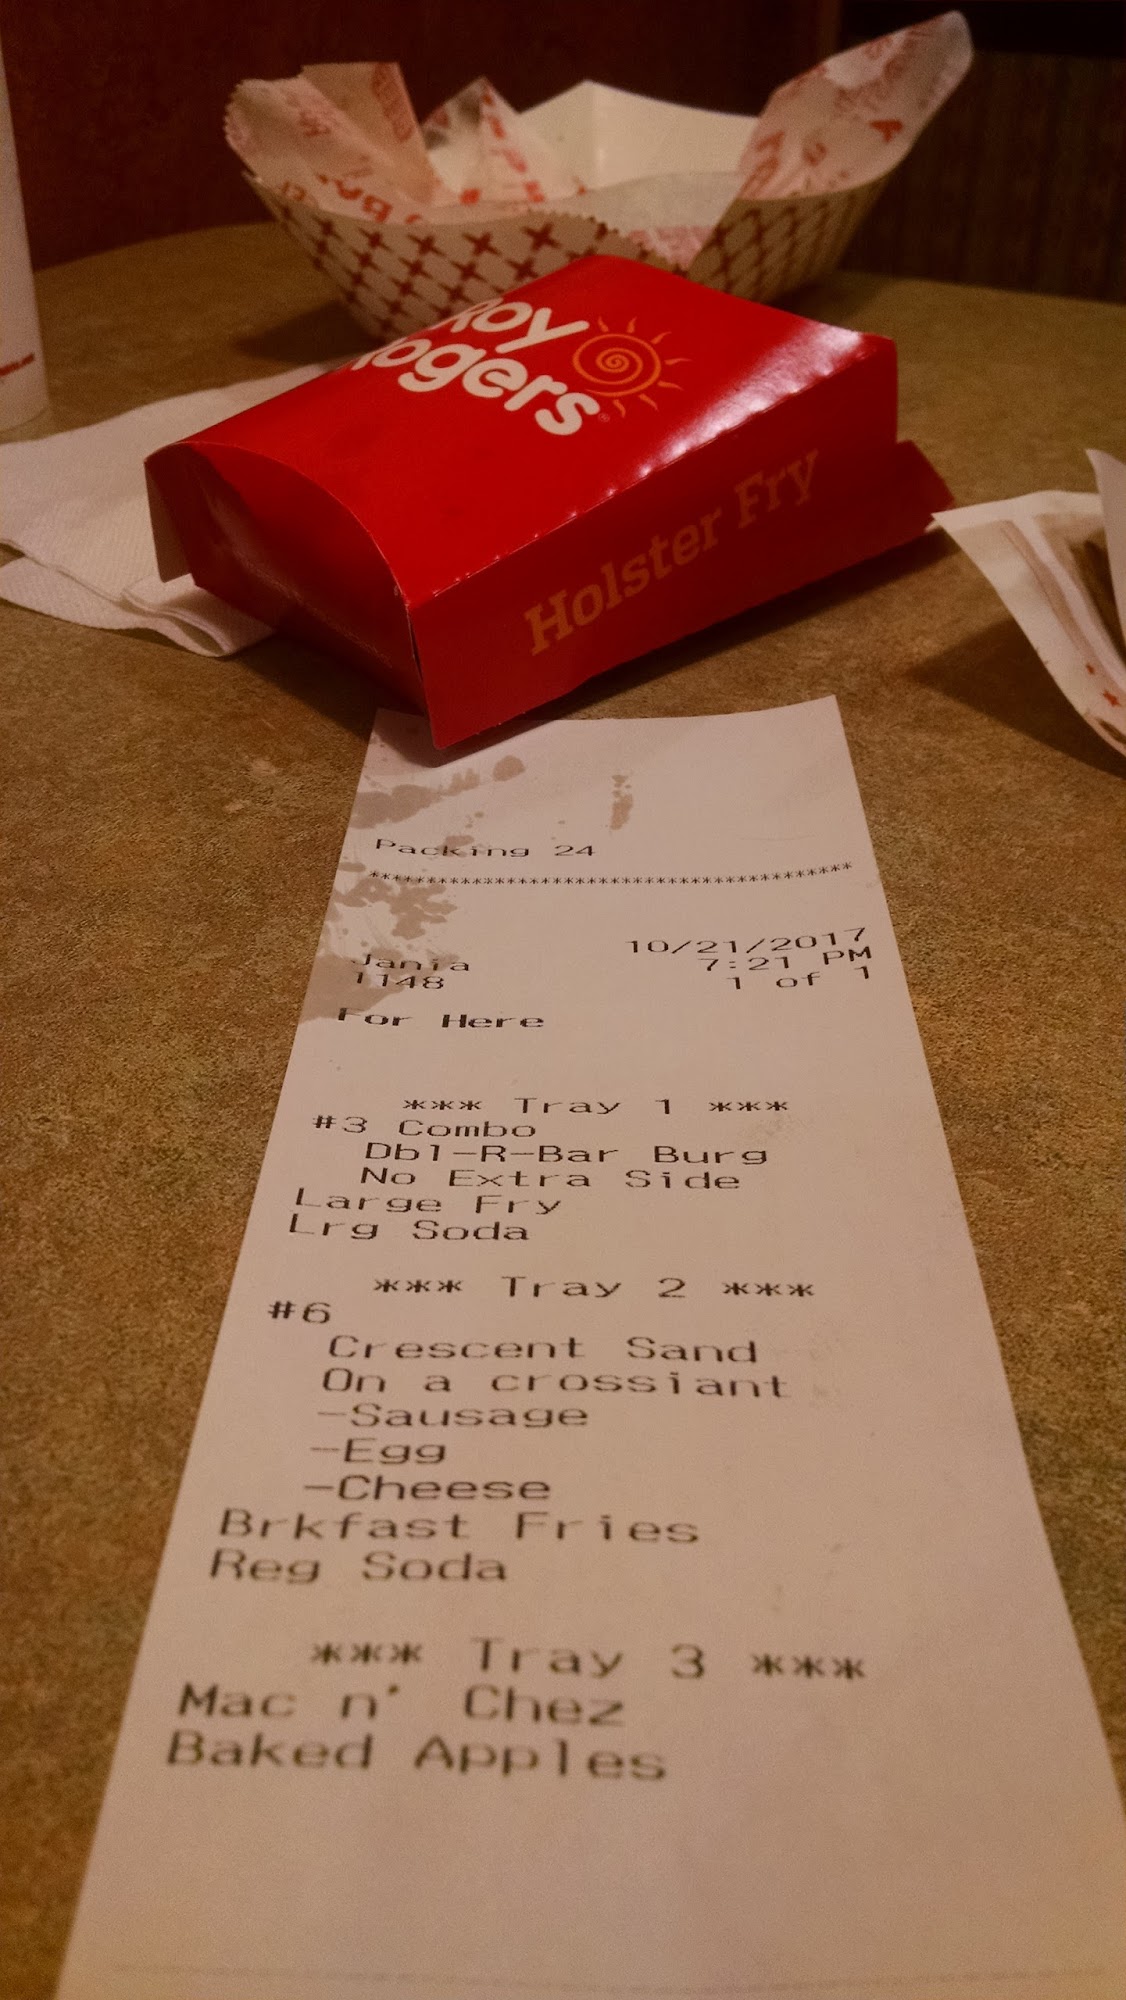 Roy
Rogers
Holster Fry
Packing 24
******************************************
10/21/2017
Jania 7:21 PM
1148 1 of 1
For Here
*** Tray 1 ***
#3 Combo
Dbl-R-Bar Burg
No Extra Side
Large Fry
Lrg Soda
*** Tray 2 ***
#6
Crescent Sand
On a crossiant
-Sausage
-Egg
-Cheese
Brkfast Fries
Reg Soda
*** Tray 3 ***
Mac n' Chez
Baked Apples